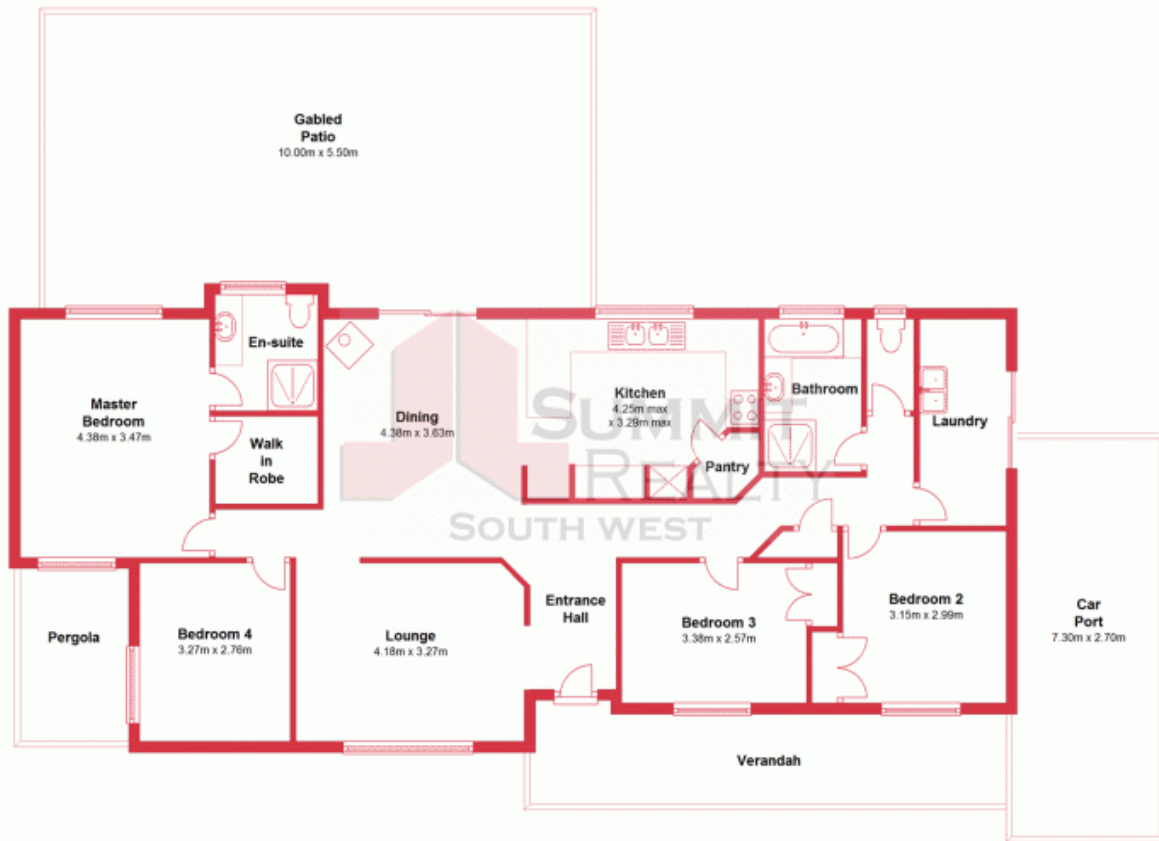 Gabled
Patio
10.00m x 5.50m
En-suite
Master
Bedroom
4.38m x 3.47m
Walk
in
Robe
Dining
4.38m x 3.63m
Kitchen
4.25m max
x 3.29m max
Pantry
Bathroom
Laundry
SUMMIT
REALTY
SOUTH WEST
Pergola
Bedroom 4
3.27m x 2.76m
Lounge
4.18m x 3.27m
Entrance
Hall
Bedroom 3
3.38m x 2.57m
Bedroom 2
3.15m x 2.99m
Car
Port
7.30m x 2.70m
Verandah